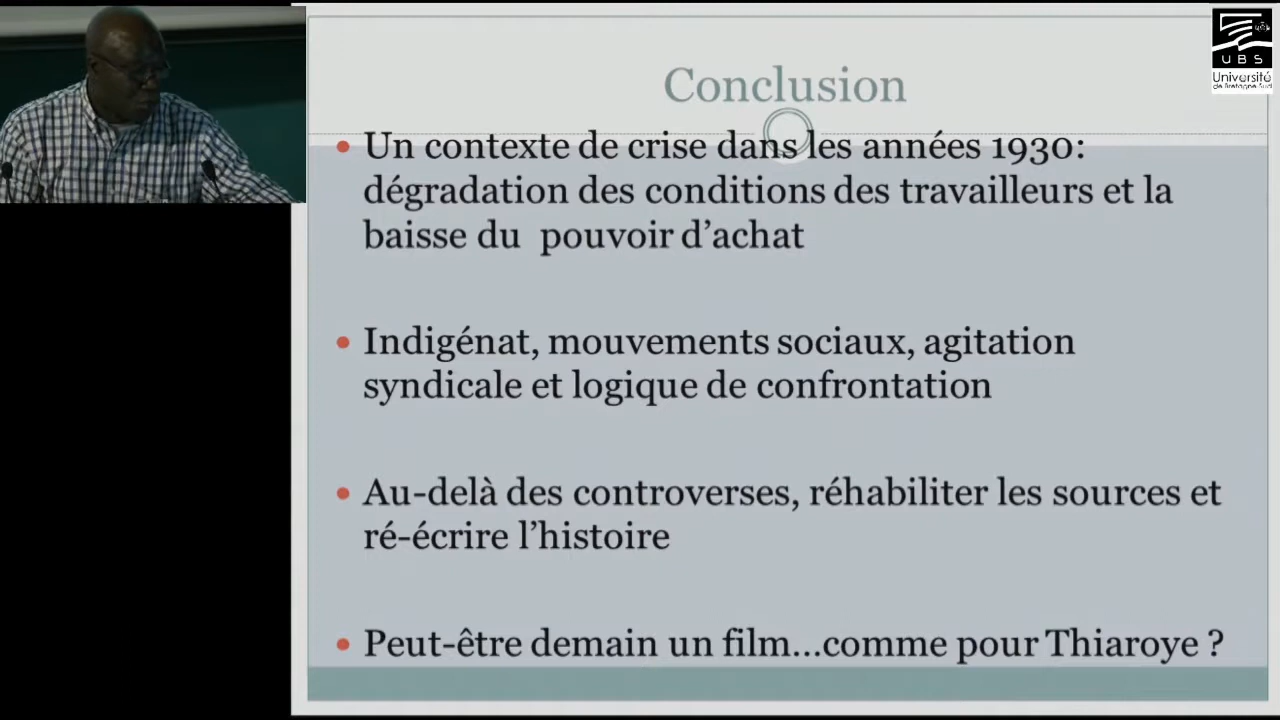 Conclusion
UBS
Université
de Bretagne-Sud
• Un contexte de crise dans les années 1930:
dégradation des conditions des travailleurs et la
baisse du pouvoir d’achat
• Indigénat, mouvements sociaux, agitation
syndicale et logique de confrontation
• Au-delà des controverses, réhabiliter les sources et
ré-écrire l’histoire
• Peut-être demain un film...comme pour Thiaroye ?